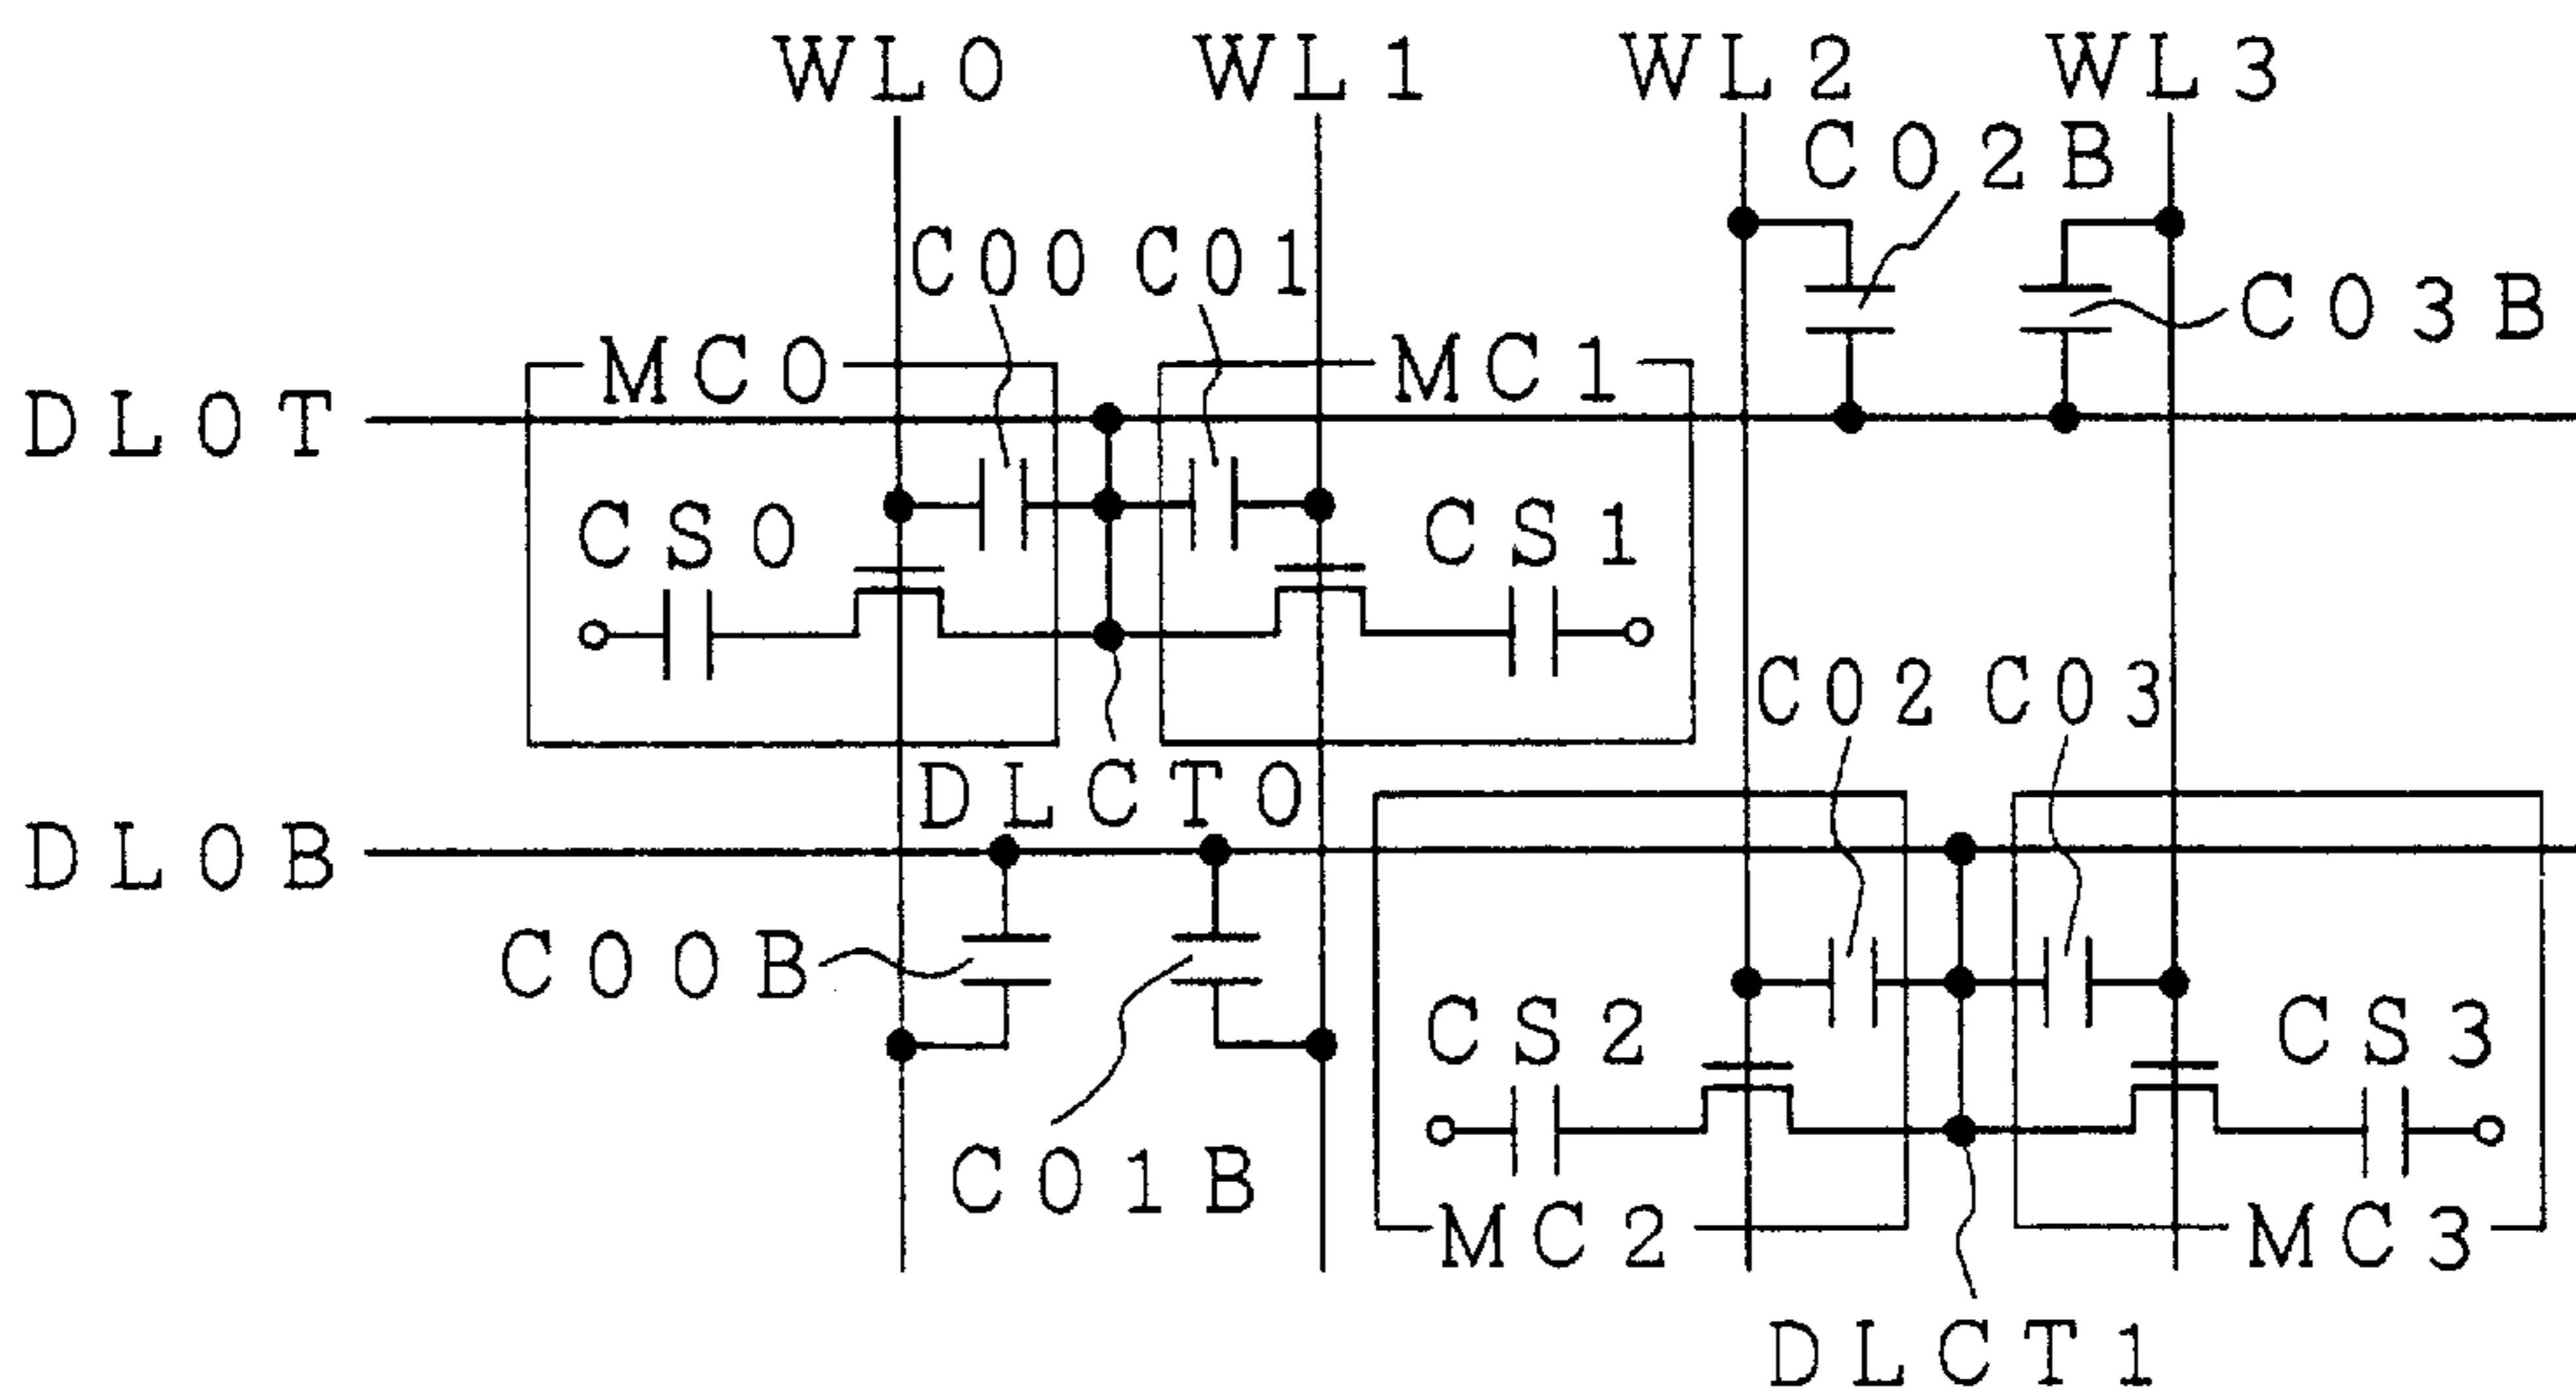 WL0 WL1 WL2 WL3
C02B
C00 C01
C03B
MC0 MC1
DL0T
CS0 CS1
C02 C03
DLCT0
DL0B
C00B
CS2 CS3
C01B
MC2 MC3
DLCT1